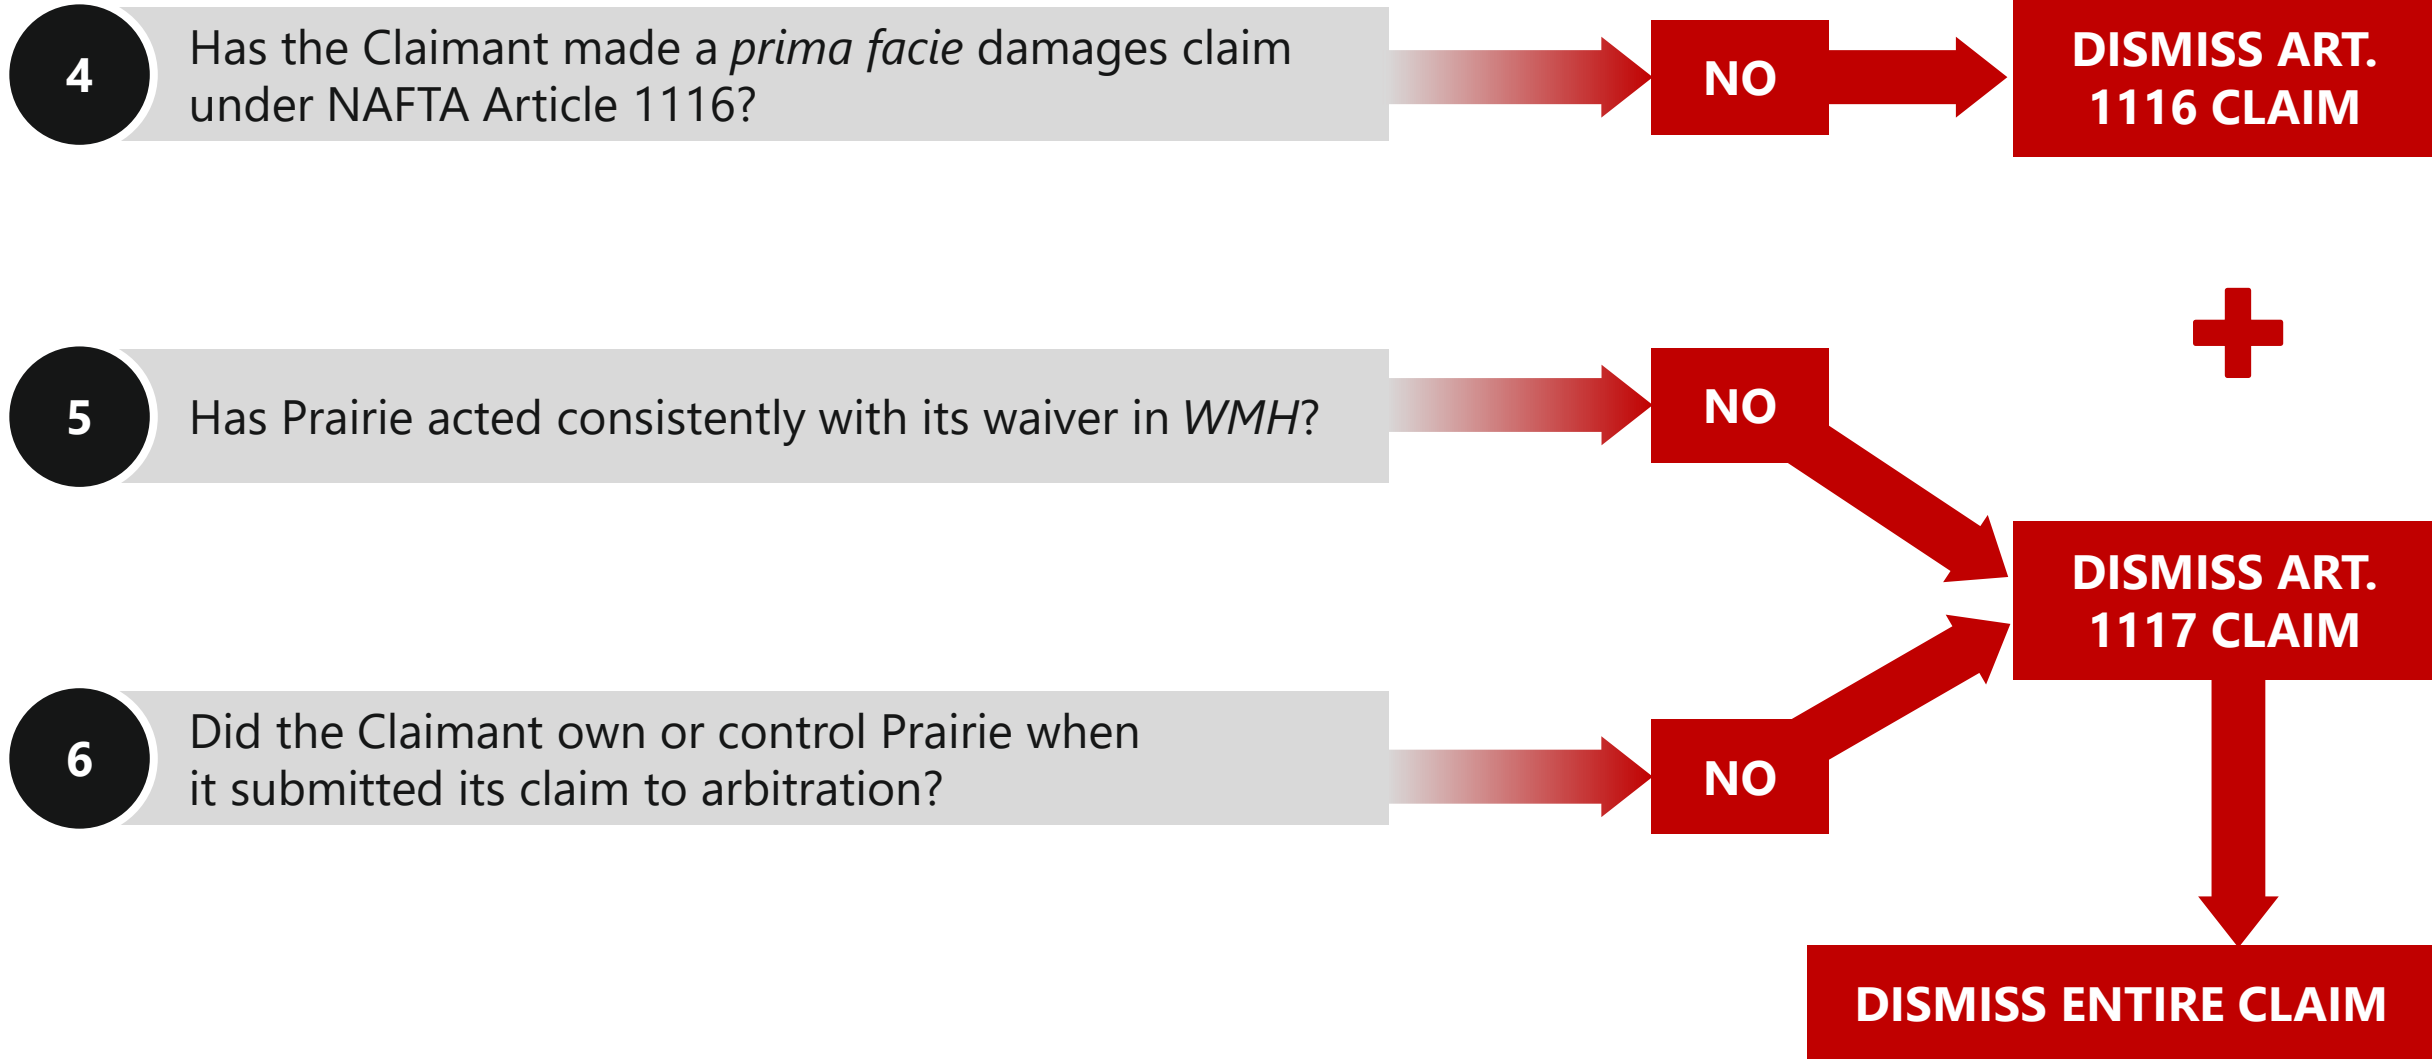 4
Has the Claimant made a prima facie damages claim
under NAFTA Article 1116?
NO
DISMISS ART.
1116 CLAIM
5
Has Prairie acted consistently with its waiver in WMH?
NO
DISMISS ART.
1117 CLAIM
6
Did the Claimant own or control Prairie when
it submitted its claim to arbitration?
NO
DISMISS ENTIRE CLAIM